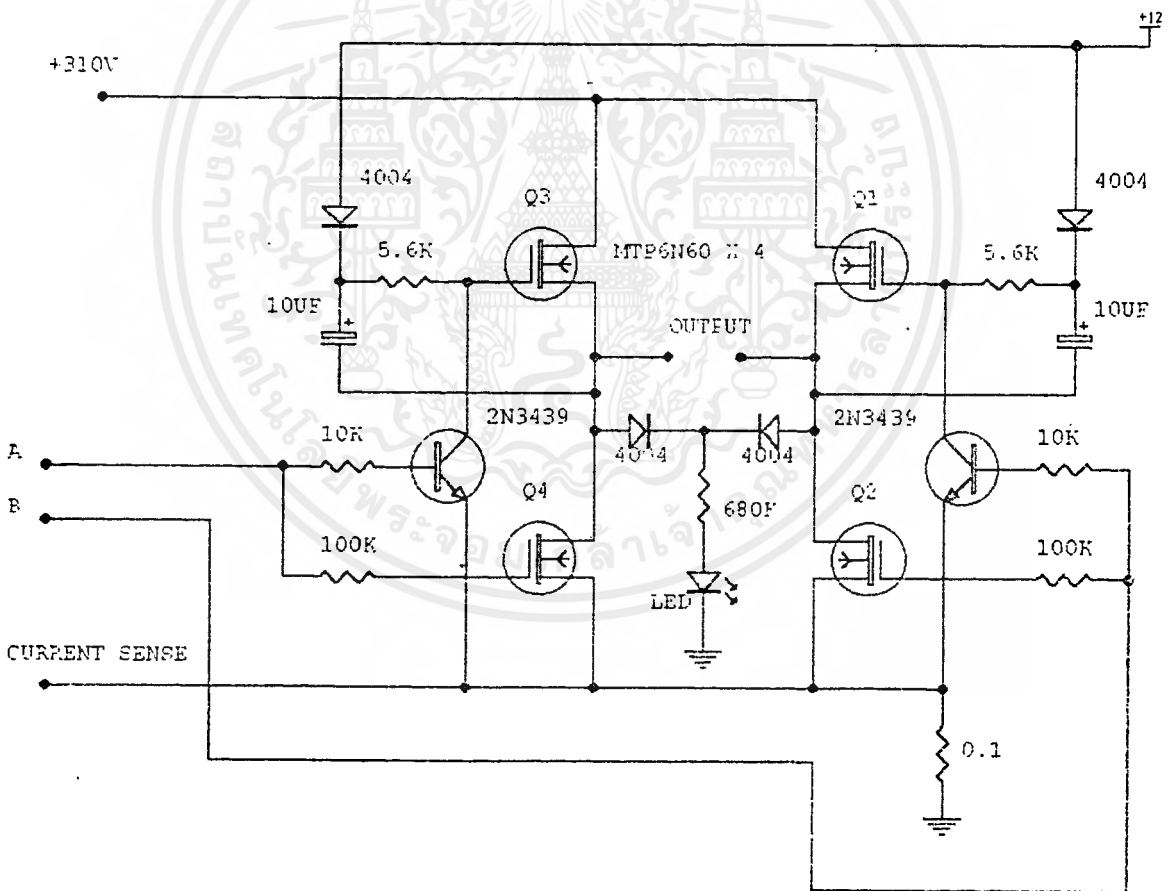 +12
+310V
4004
Q3
Q1
4004
5.6K
MTP6N60 X 4
5.6K
10UF
OUTPUT
10UF
2N3439
2N3439
A
10K
4004
4004
10K
B
Q4
Q2
100K
100K
LED
CURRENT SENSE
0.1